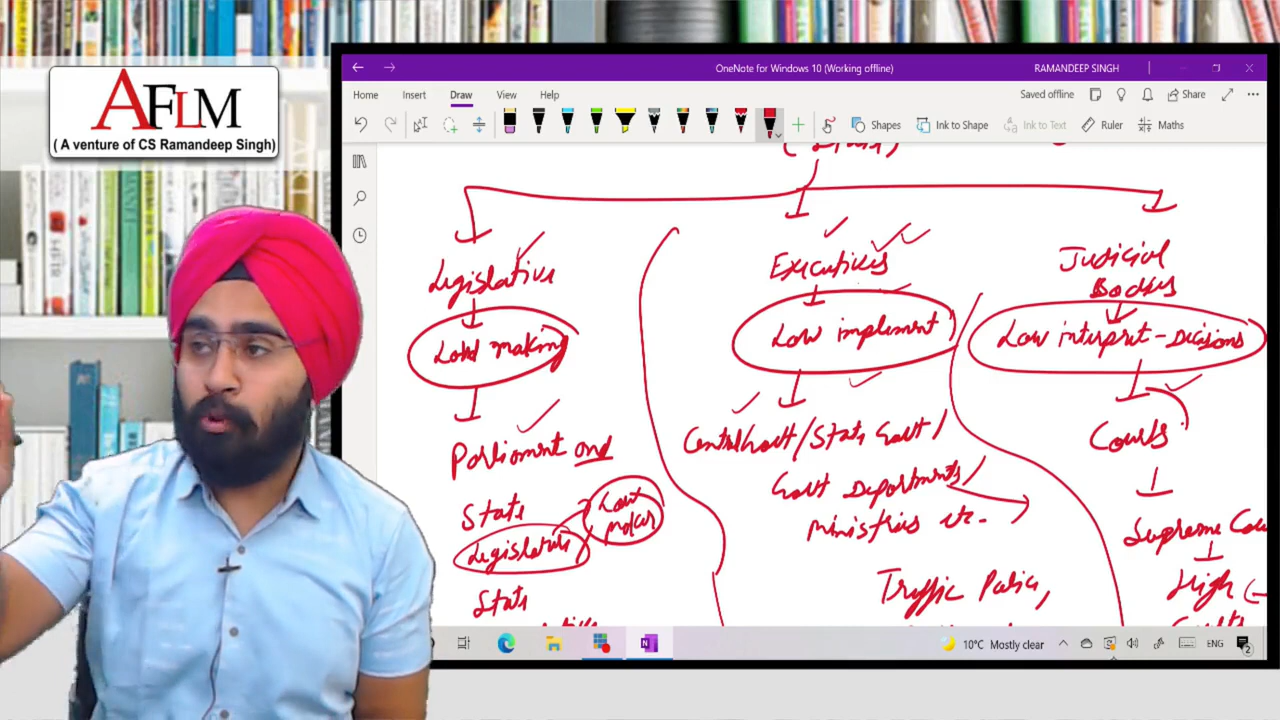 AFLM
( A venture of CS Ramandeep Singh)
OneNote for Windows 10 (Working offline)
RAMANDEEP SINGH
Home
Insert
Draw
View
Help
Saved offline
Share
Shapes
Ink to Shape
Ink to Text
Ruler
Maths
Legislative
Executives
Judicial
Bodies
Law making
Law implement
Law interpret - Decisions
Parliament and
Central Govt / State Govt /
Courts
State
Law
maker
Govt Departments /
ministries etc.
Legislature
Supreme Cou
State
Traffic Police,
High
10°C Mostly clear
ENG
2